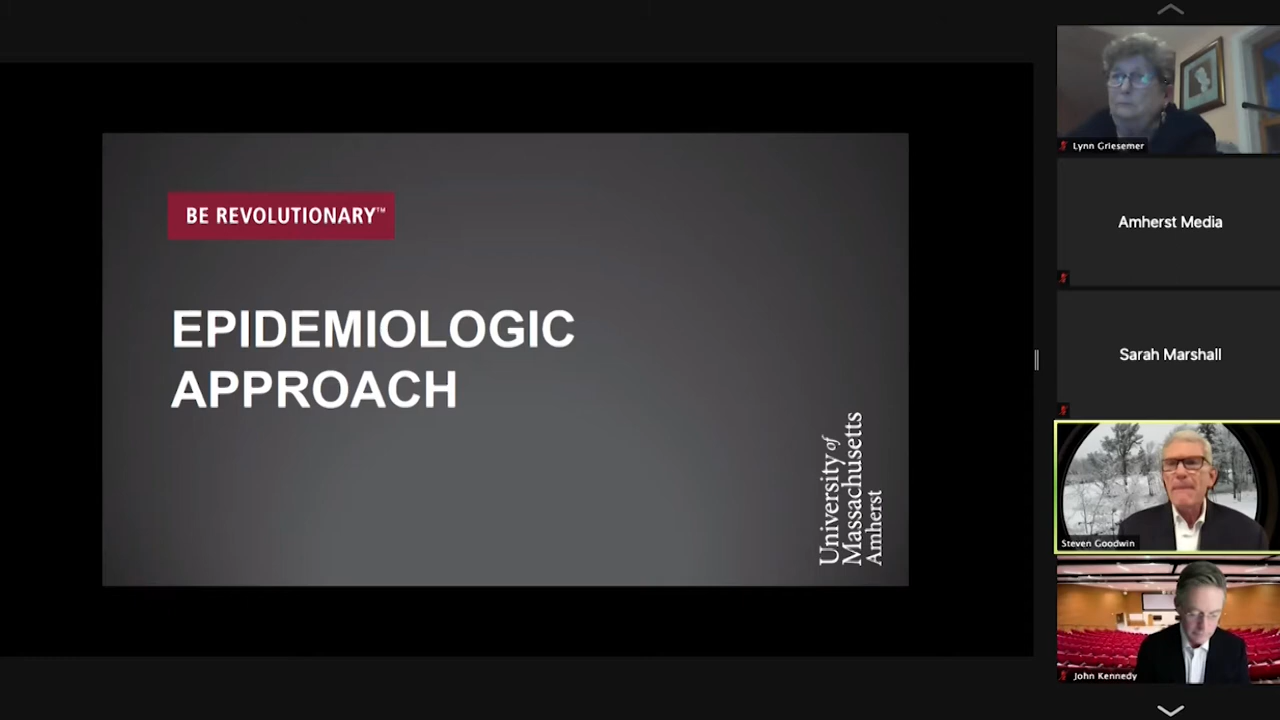 BE REVOLUTIONARY™
EPIDEMIOLOGIC
APPROACH
University of
Massachusetts
Amherst
Lynn Griesemer
Amherst Media
Sarah Marshall
Steven Goodwin
John Kennedy